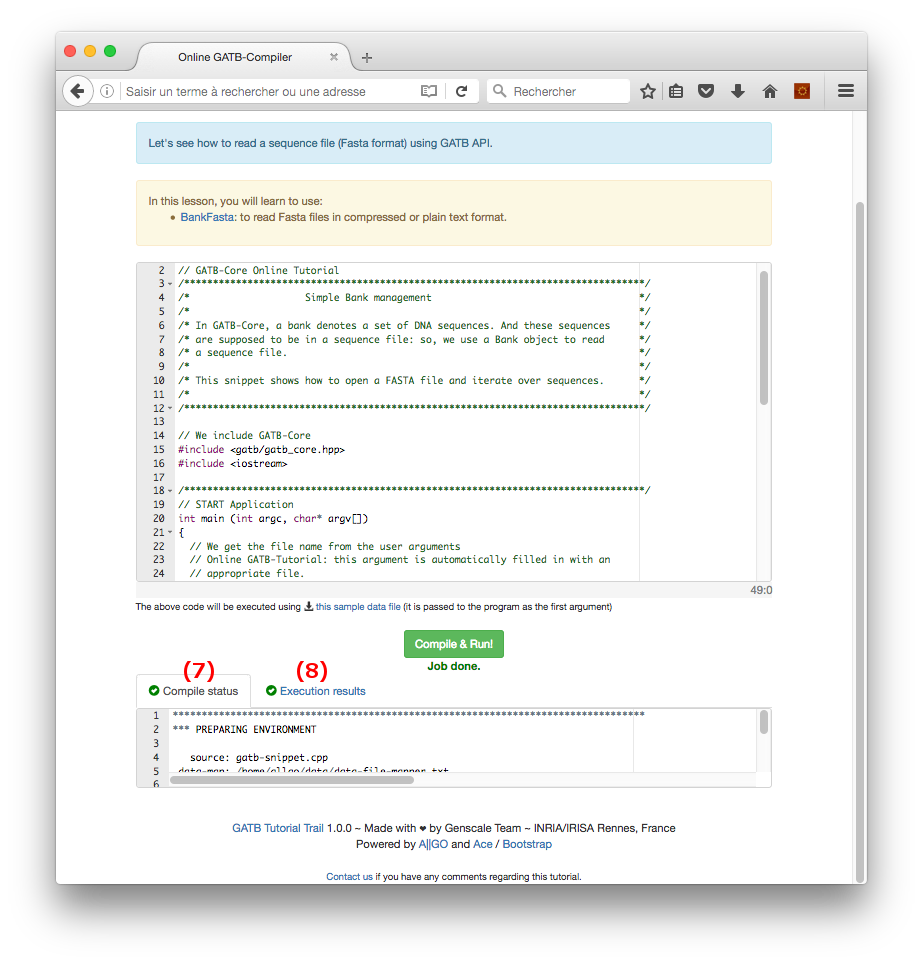 Online GATB-Compiler
Saisir un terme à rechercher ou une adresse
Rechercher
Let's see how to read a sequence file (Fasta format) using GATB API.
In this lesson, you will learn to use:
• BankFasta: to read Fasta files in compressed or plain text format.
2 // GATB-Core Online Tutorial
3 /********************************************************************************/
4 /* Simple Bank management */
5 /* */
6 /* In GATB-Core, a bank denotes a set of DNA sequences. And these sequences */
7 /* are supposed to be in a sequence file: so, we use a Bank object to read */
8 /* a sequence file. */
9 /* */
10 /* This snippet shows how to open a FASTA file and iterate over sequences. */
11 /* */
12 /********************************************************************************/
13
14 // We include GATB-Core
15 #include <gatb/gatb_core.hpp>
16 #include <iostream>
17
18 /********************************************************************************/
19 // START Application
20 int main (int argc, char* argv[])
21 {
22 // We get the file name from the user arguments
23 // Online GATB-Tutorial: this argument is automatically filled in with an
24 // appropriate file.
49:0
The above code will be executed using this sample data file (it is passed to the program as the first argument)
Compile & Run!
Job done.
(7) (8)
Compile status Execution results
1 **********************************************************************************
2 *** PREPARING ENVIRONMENT
3
4 source: gatb-snippet.cpp
5 data-map: /home/allgo/data/data-file-mapper.txt
6
GATB Tutorial Trail 1.0.0 ~ Made with ❤ by Genscale Team ~ INRIA/IRISA Rennes, France
Powered by A||GO and Ace / Bootstrap
Contact us if you have any comments regarding this tutorial.